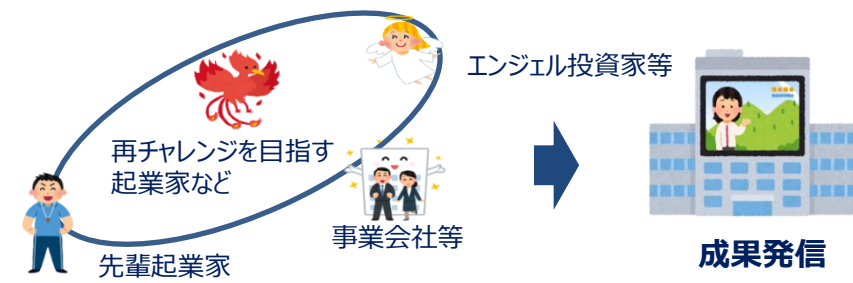 エンジェル投資家等
再チャレンジを目指す
起業家など
事業会社等
先輩起業家
成果発信